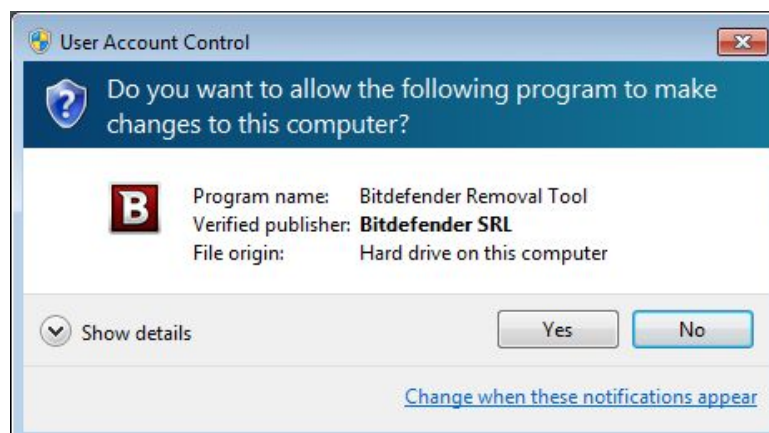 User Account Control
Do you want to allow the following program to make
changes to this computer?
B
Program name: Bitdefender Removal Tool
Verified publisher: Bitdefender SRL
File origin: Hard drive on this computer
Show details
Yes No
Change when these notifications appear